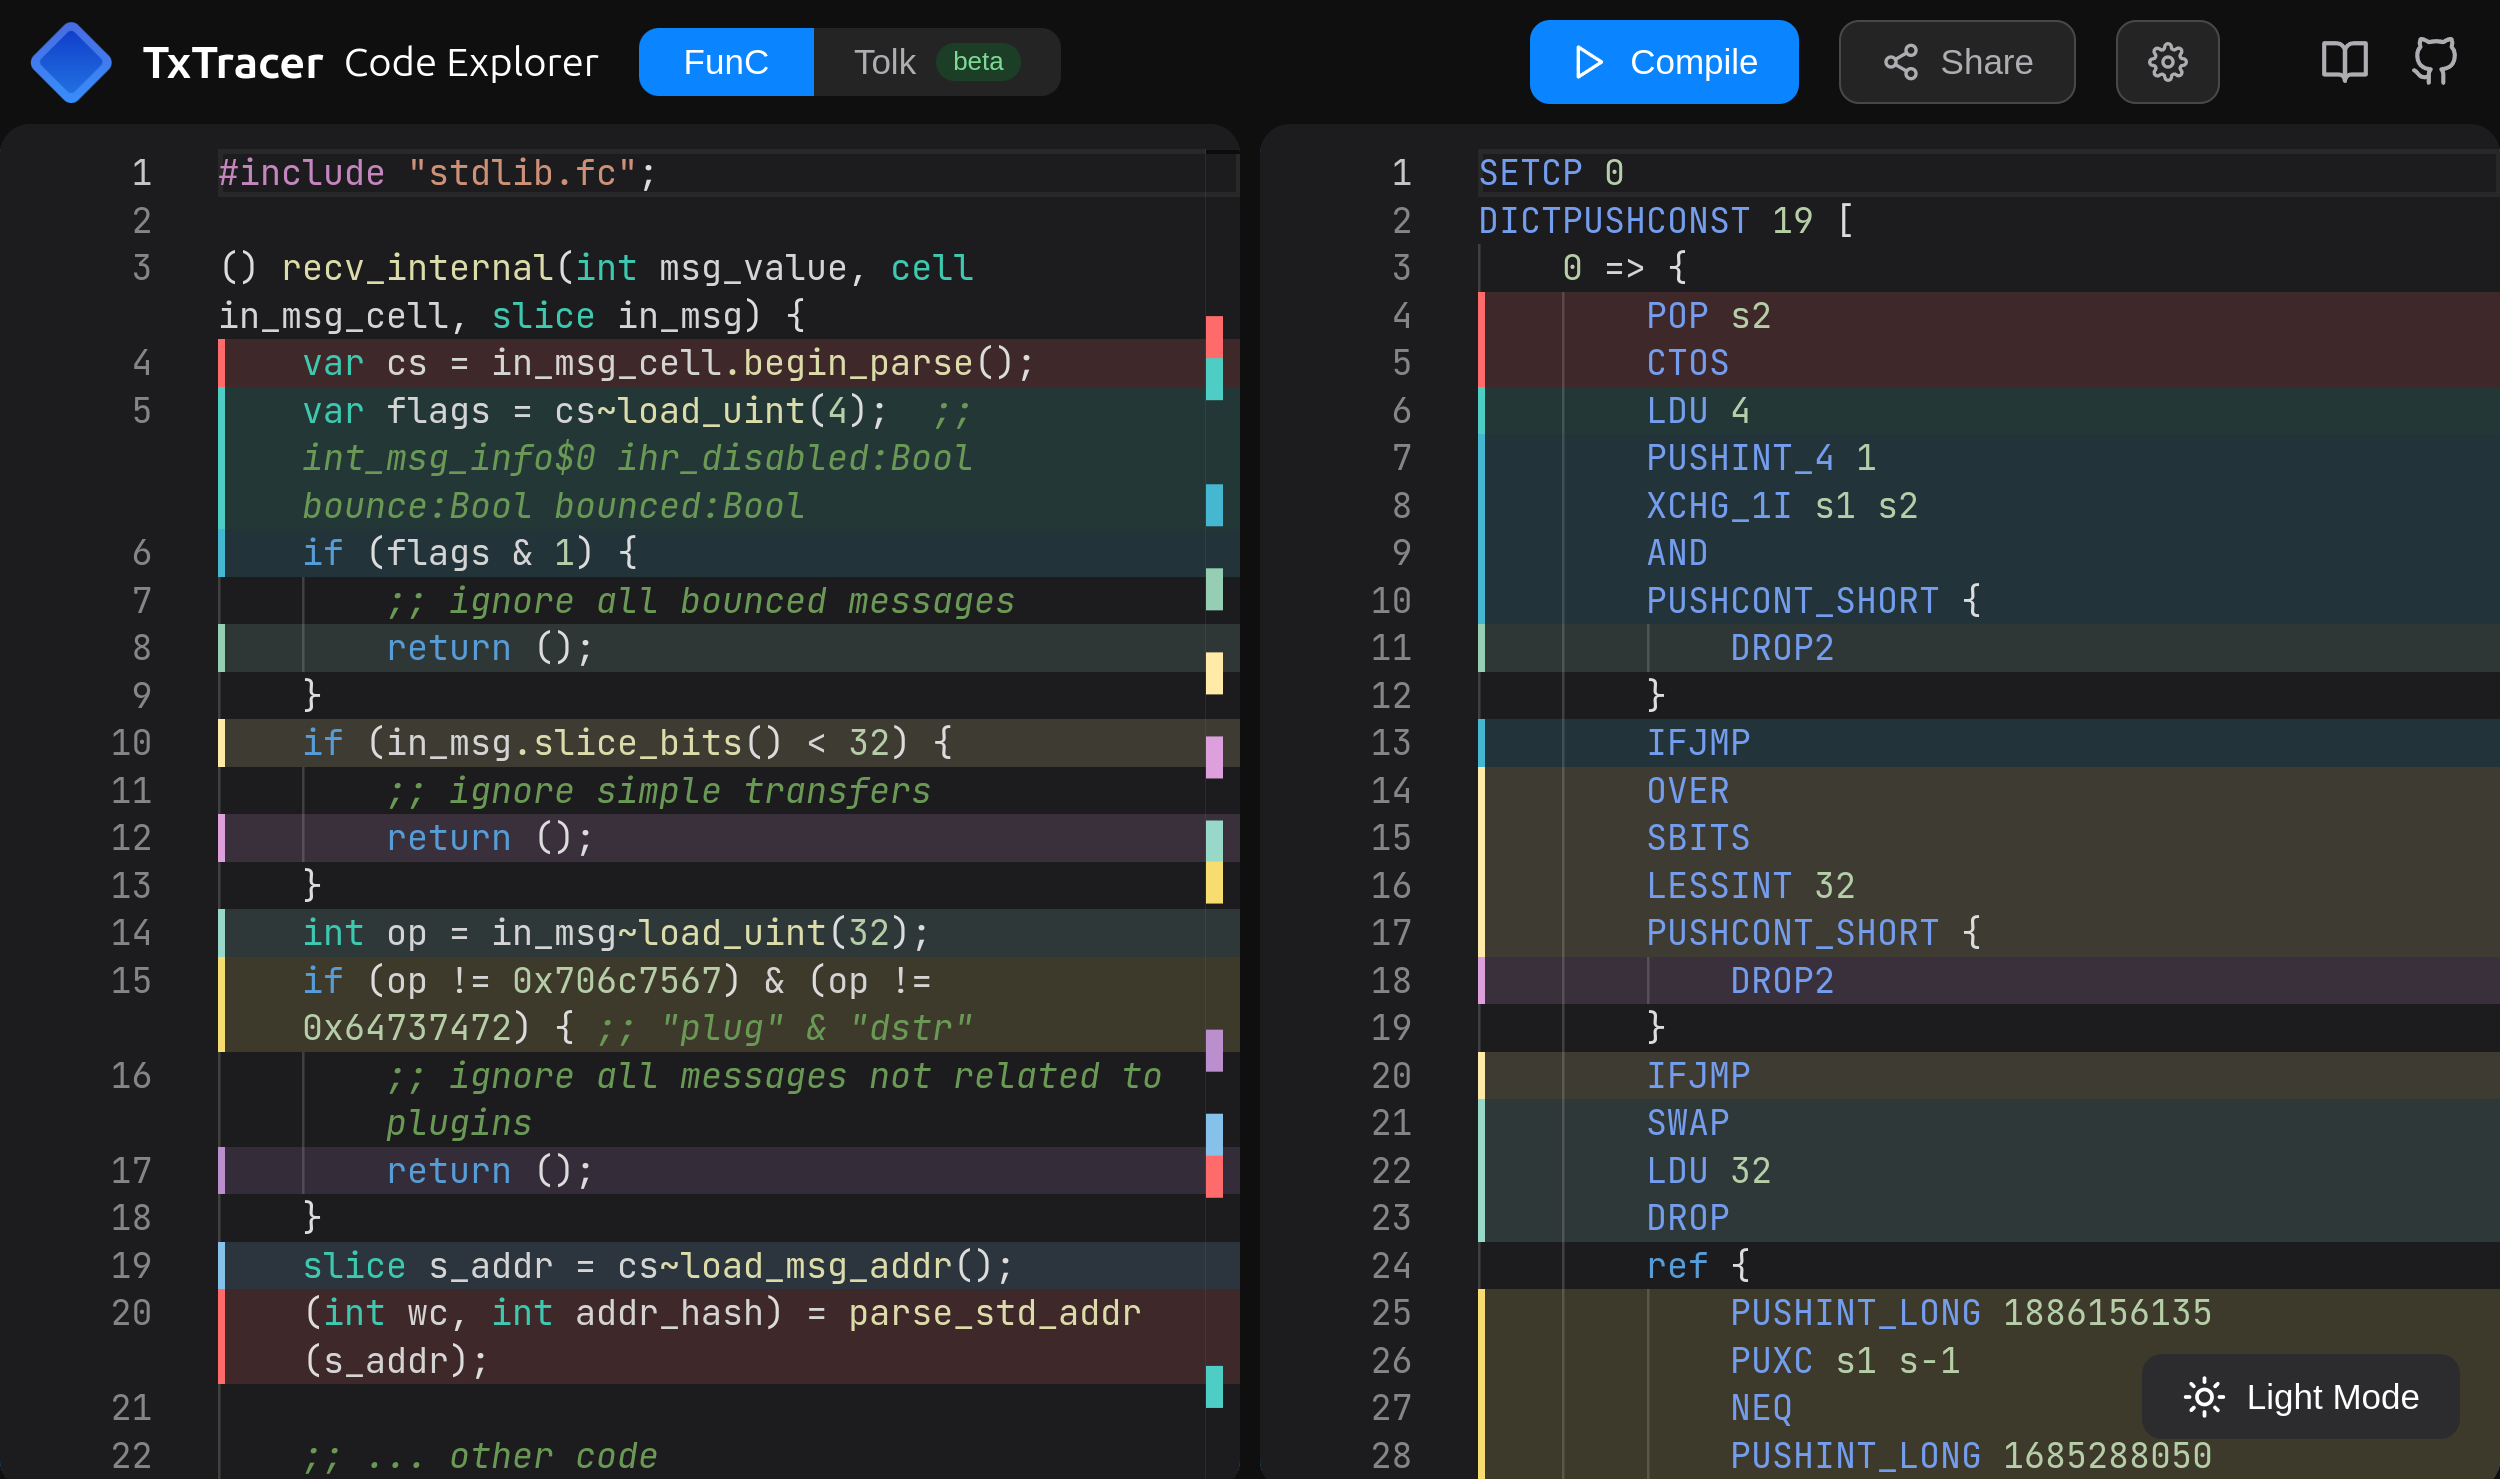 TxTracer Code Explorer FunC Talk beta Compile Share
1 #include "stdlib.fc";
2
3 () recv_internal(int msg_value, cell
in_msg_cell, slice in_msg) {
4 var cs = in_msg_cell.begin_parse();
5 var flags = cs~load_uint(4);  ;;
int_msg_info$0 ihr_disabled:Bool
bounce:Bool bounced:Bool
6 if (flags & 1) {
7 ;; ignore all bounced messages
8 return ();
9 }
10 if (in_msg.slice_bits() < 32) {
11 ;; ignore simple transfers
12 return ();
13 }
14 int op = in_msg~load_uint(32);
15 if (op != 0x706c7567) & (op !=
0x64737472) { ;; "plug" & "dstr"
16 ;; ignore all messages not related to
plugins
17 return ();
18 }
19 slice s_addr = cs~load_msg_addr();
20 (int wc, int addr_hash) = parse_std_addr
(s_addr);
21
22 ;; ... other code
1 SETCP 0
2 DICTPUSHCONST 19 [
3 0 => {
4 POP s2
5 CTOS
6 LDU 4
7 PUSHINT_4 1
8 XCHG_1I s1 s2
9 AND
10 PUSHCONT_SHORT {
11 DROP2
12 }
13 IFJMP
14 OVER
15 SBITS
16 LESSINT 32
17 PUSHCONT_SHORT {
18 DROP2
19 }
20 IFJMP
21 SWAP
22 LDU 32
23 DROP
24 ref {
25 PUSHINT_LONG 1886156135
26 PUXC s1 s-1
27 NEQ
28 PUSHINT_LONG 1685288050
Light Mode